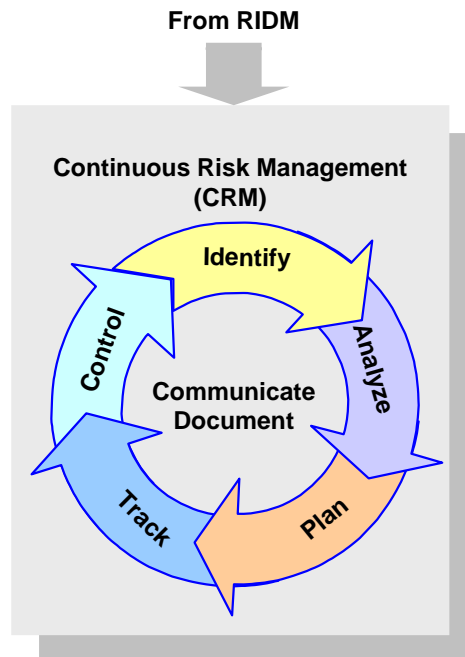 From RIDM
Continuous Risk Management
(CRM)
Identify
Analyze
Plan
Track
Control
Communicate
Document